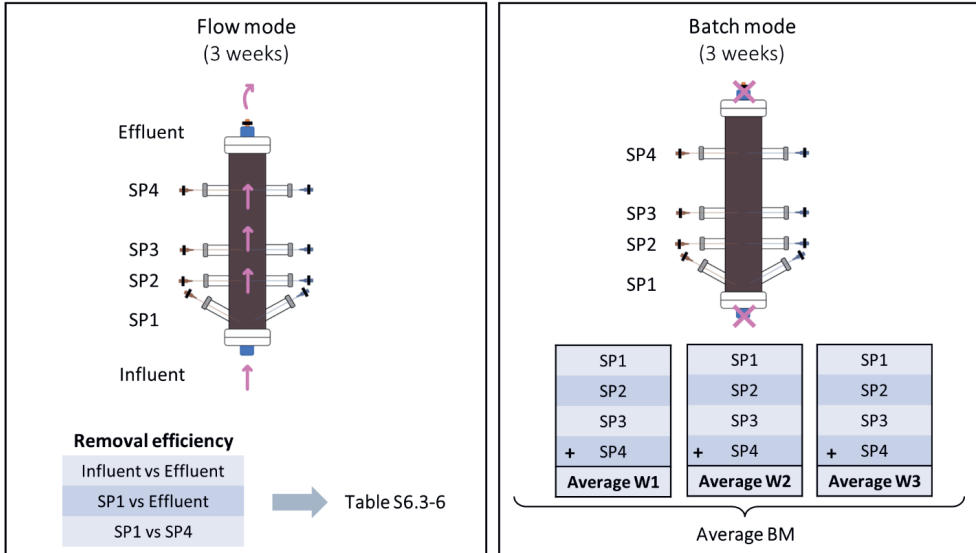 Flow mode
(3 weeks)
Effluent
SP4
SP3
SP2
SP1
Influent
Removal efficiency
Influent vs Effluent
SP1 vs Effluent
SP1 vs SP4
Table S6.3-6
Batch mode
(3 weeks)
SP4
SP3
SP2
SP1
SP1
SP2
SP3
+ SP4
Average W1
SP1
SP2
SP3
+ SP4
Average W2
SP1
SP2
SP3
+ SP4
Average W3
Average BM